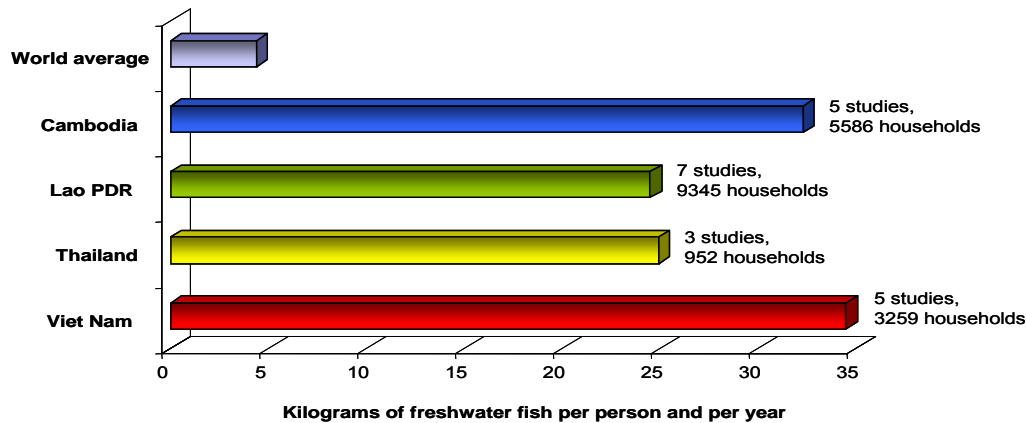 World average
Cambodia
5 studies,
5586 households
Lao PDR
7 studies,
9345 households
Thailand
3 studies,
952 households
Viet Nam
5 studies,
3259 households
0 5 10 15 20 25 30 35
Kilograms of freshwater fish per person and per year